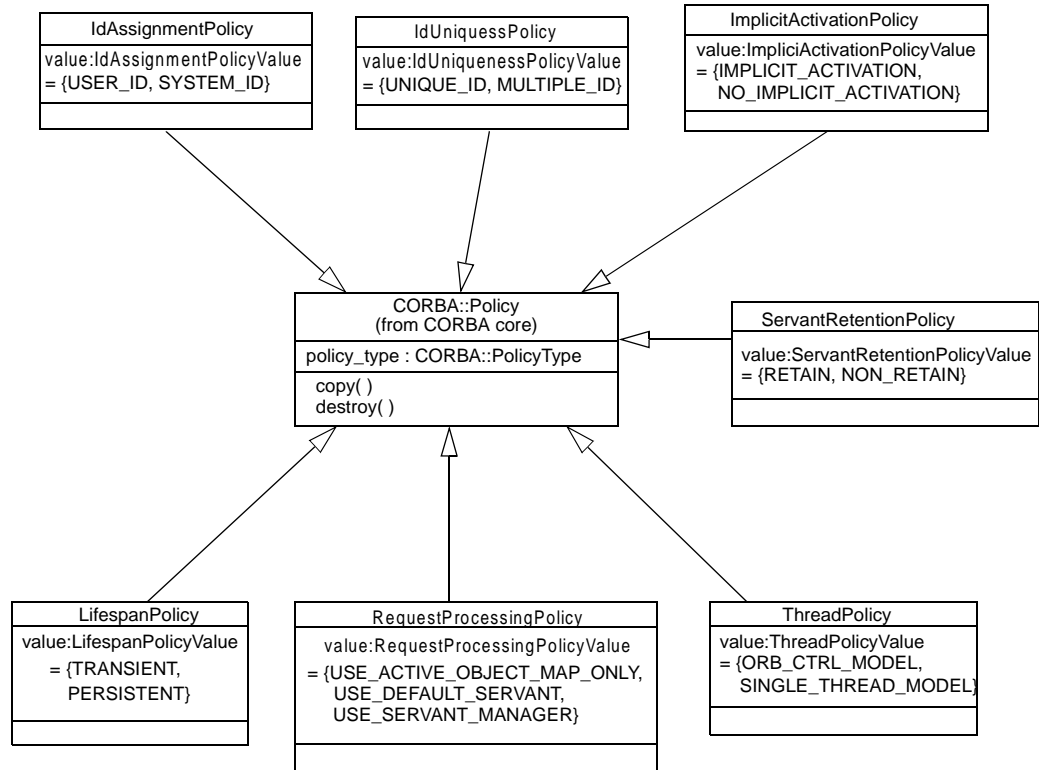 IdAssignmentPolicy
value:IdAssignmentPolicyValue
= {USER_ID, SYSTEM_ID}
IdUniquessPolicy
value:IdUniquenessPolicyValue
= {UNIQUE_ID, MULTIPLE_ID}
ImplicitActivationPolicy
value:ImpliciActivationPolicyValue
= {IMPLICIT_ACTIVATION,
NO_IMPLICIT_ACTIVATION}
CORBA::Policy
(from CORBA core)
policy_type : CORBA::PolicyType
copy( )
destroy( )
ServantRetentionPolicy
value:ServantRetentionPolicyValue
= {RETAIN, NON_RETAIN}
LifespanPolicy
value:LifespanPolicyValue
= {TRANSIENT,
PERSISTENT}
RequestProcessingPolicy
value:RequestProcessingPolicyValue
= {USE_ACTIVE_OBJECT_MAP_ONLY,
USE_DEFAULT_SERVANT,
USE_SERVANT_MANAGER}
ThreadPolicy
value:ThreadPolicyValue
= {ORB_CTRL_MODEL,
SINGLE_THREAD_MODEL}